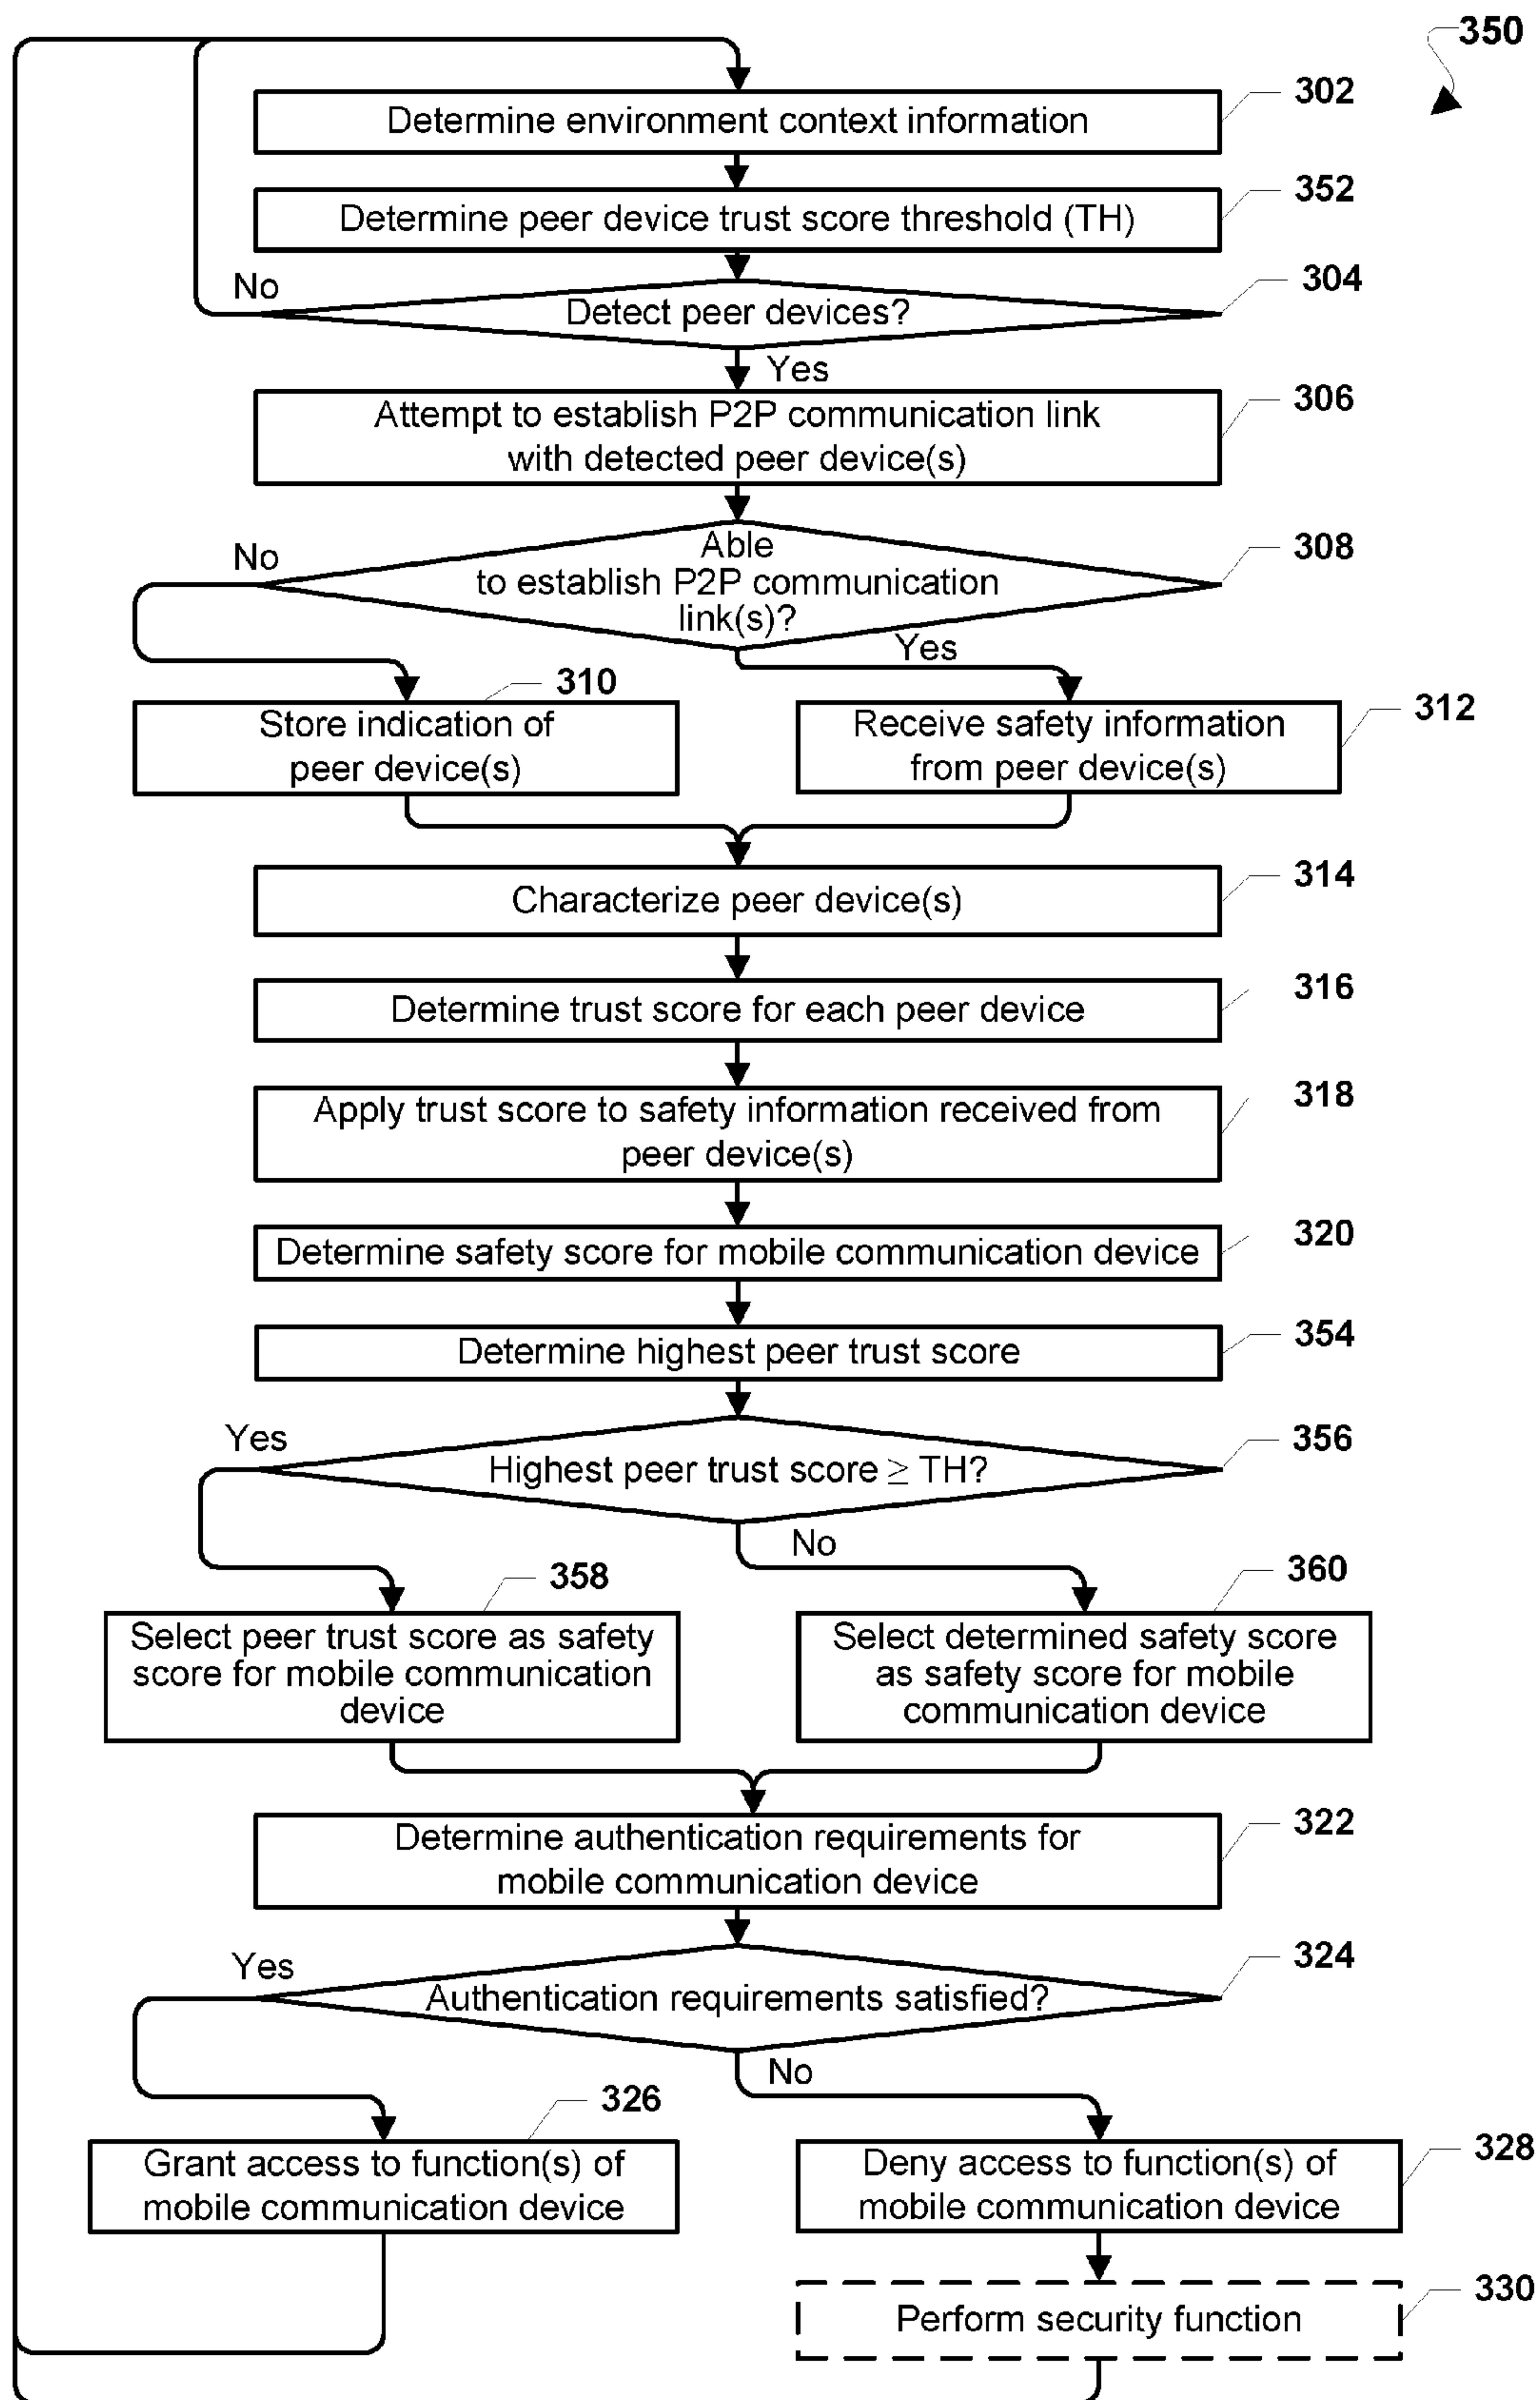 350
302
Determine environment context information
352
Determine peer device trust score threshold (TH)
304
No
Detect peer devices?
Yes
306
Attempt to establish P2P communication link
with detected peer device(s)
308
No
Able
to establish P2P communication
link(s)?
Yes
310
Store indication of
peer device(s)
312
Receive safety information
from peer device(s)
314
Characterize peer device(s)
316
Determine trust score for each peer device
318
Apply trust score to safety information received from
peer device(s)
320
Determine safety score for mobile communication device
354
Determine highest peer trust score
356
Yes
Highest peer trust score ≥ TH?
No
358
Select peer trust score as safety
score for mobile communication
device
360
Select determined safety score
as safety score for mobile
communication device
322
Determine authentication requirements for
mobile communication device
324
Yes
Authentication requirements satisfied?
No
326
Grant access to function(s) of
mobile communication device
328
Deny access to function(s) of
mobile communication device
330
Perform security function